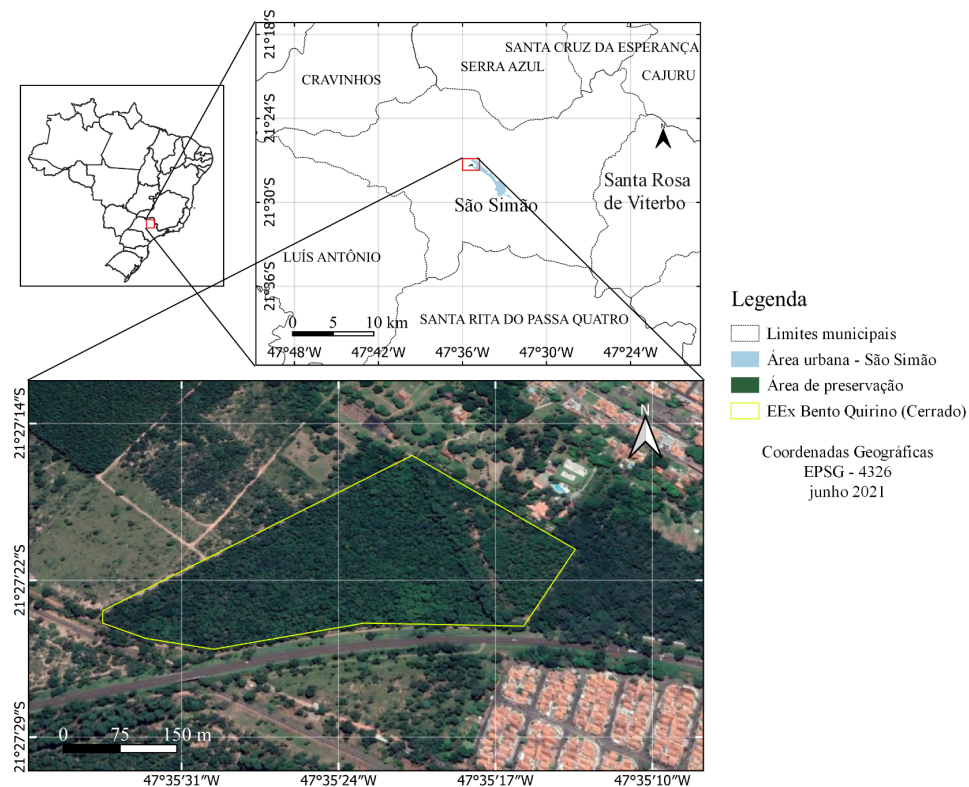 21°18'S
21°24'S
21°30'S
21°36'S
SANTA CRUZ DA ESPERANÇA
SERRA AZUL
CRAVINHOS
CAJURU
N
Santa Rosa
de Viterbo
São Simão
LUÍS ANTÔNIO
SANTA RITA DO PASSA QUATRO
0 5 10 km
47°48'W 47°42'W 47°36'W 47°30'W 47°24'W
Legenda
Limites municipais
Área urbana - São Simão
Área de preservação
EEx Bento Quirino (Cerrado)
Coordenadas Geográficas
EPSG - 4326
junho 2021
21°27'14"S
21°27'22"S
21°27'29"S
N
0 75 150 m
47°35'31"W 47°35'24"W 47°35'17"W 47°35'10"W